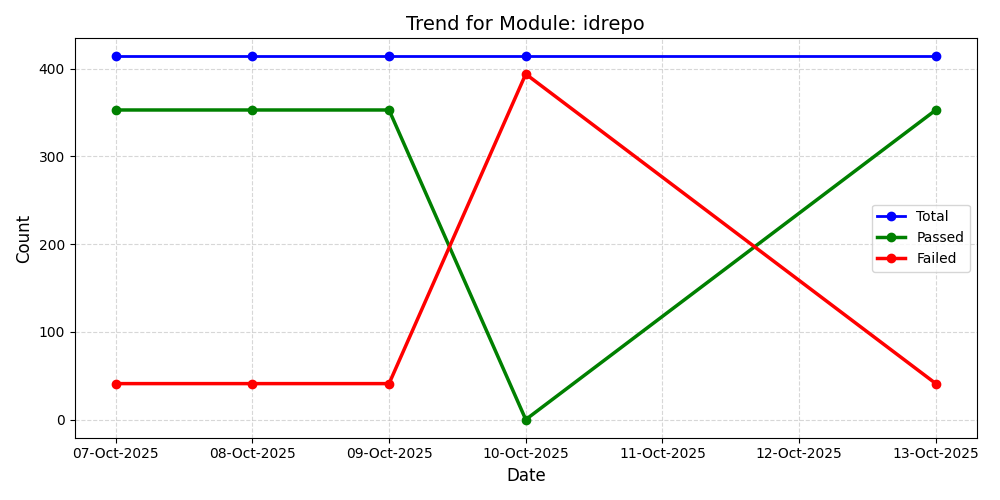 Trend for Module: idrepo
Count
400
300
200
100
0
Total
Passed
Failed
07-Oct-2025 08-Oct-2025 09-Oct-2025 10-Oct-2025 11-Oct-2025 12-Oct-2025 13-Oct-2025
Date